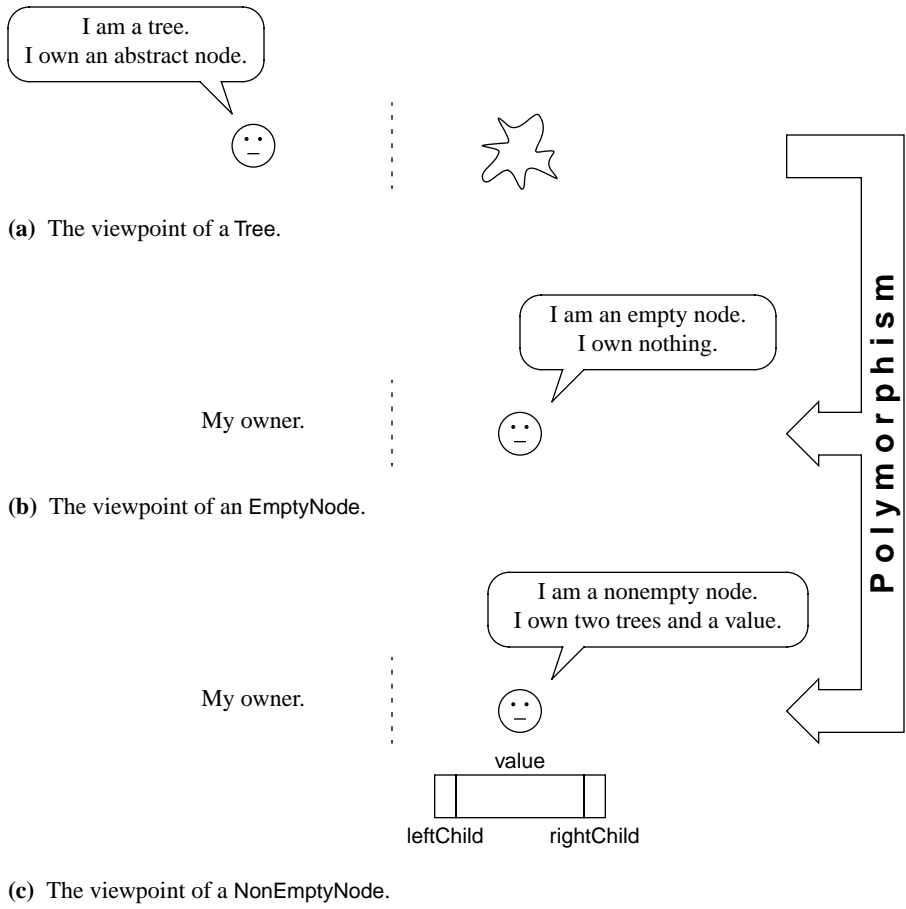 I am a tree.
I own an abstract node.
(a) The viewpoint of a Tree.
I am an empty node.
I own nothing.
My owner.
(b) The viewpoint of an EmptyNode.
Polymorphism
I am a nonempty node.
I own two trees and a value.
My owner.
value
leftChild rightChild
(c) The viewpoint of a NonEmptyNode.